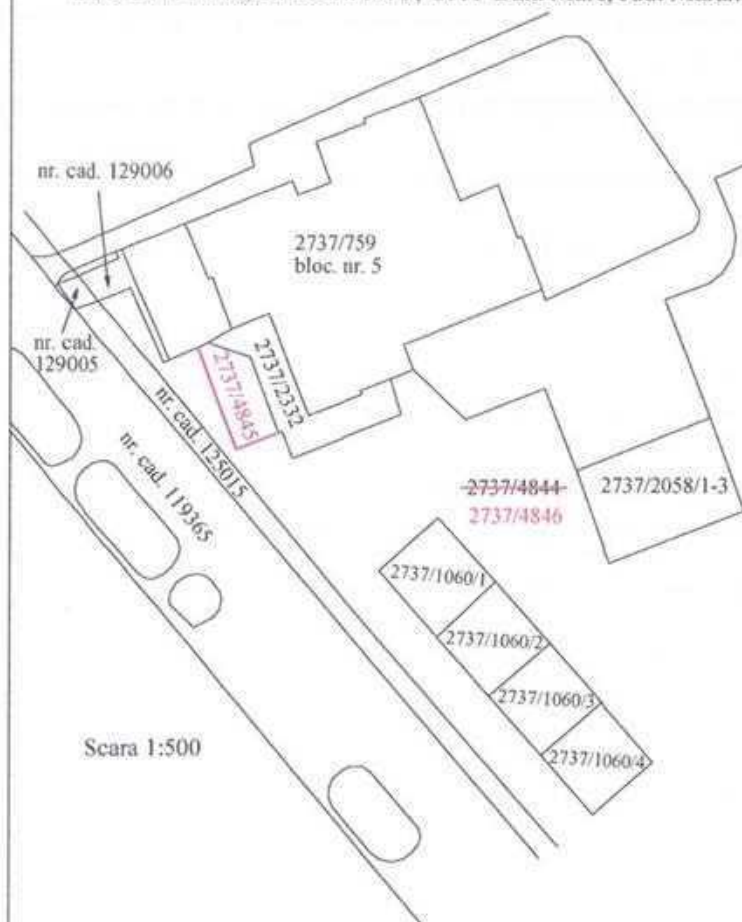 nr. cad. 129006
2737/759
bloc. nr. 5
nr. cad.
129005
2737/4845
2737/2332
nr. cad. 125015
nr. cad. 119365
2737/4844
2737/4846
2737/2058/1-3
2737/1060/1
2737/1060/2
2737/1060/3
2737/1060/4
Scara 1:500